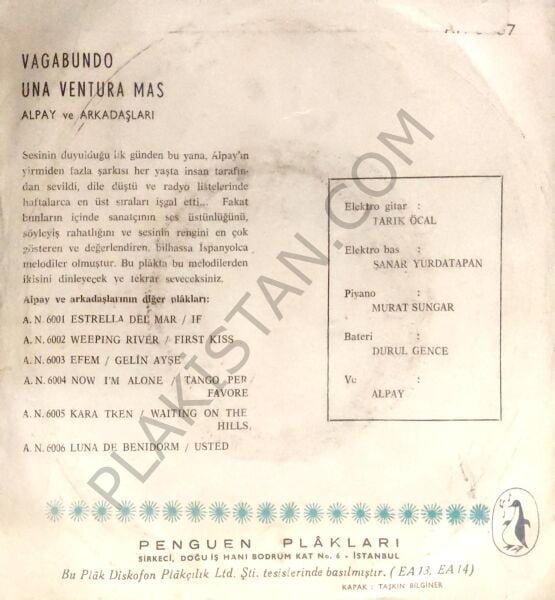 VAGABUNDO
UNA VENTURA MAS
ALPAY ve ARKADAŞLARI
Sesinin duyulduğu ilk günden bu yana, Alpay'ın
yirmiden fazla şarkısı her yaşta insan tarafın-
dan sevildi, dile düştü ve radyo listelerinde
haftalarca en üst sıraları işgal etti... Fakat
bunların içinde sanatçının ses üstünlüğünü,
söyleyiş rahatlığını ve sesinin rengini en çok
gösteren ve değerlendiren, bilhassa İspanyolca
melodiler olmuştur. Bu plâkta bu melodilerden
ikisini dinleyecek ve tekrar seveceksiniz.
Alpay ve arkadaşlarının diğer plâkları:
A.N. 6001 ESTRELLA DEL MAR / IF
A.N. 6002 WEEPING RIVER / FIRST KISS
A.N. 6003 EFEM / GELİN AYŞE
A.N. 6004 NOW I'M ALONE / TANGO PER
FAVORE
A.N. 6005 KARA TREN / WAITING ON THE
HILLS,
A.N. 6006 LUNA DE BENIDORM / USTED
Elektro gitar :
TARIK ÖCAL
Elektro bas :
ŞANAR YURDATAPAN
Piyano :
MURAT SUNGAR
Bateri :
DURUL GENCE
Ve :
ALPAY
PENGUEN PLÂKLARI
SİRKECİ, DOĞU İŞ HANI BODRUM KAT No. 6 - İSTANBUL
Bu Plâk Diskofon Plâkçılık Ltd. Şti. tesislerinde basılmıştır. (EA 13, EA 14)
KAPAK : TAŞKIN BİLGİNER
PLAKISTAN.COM